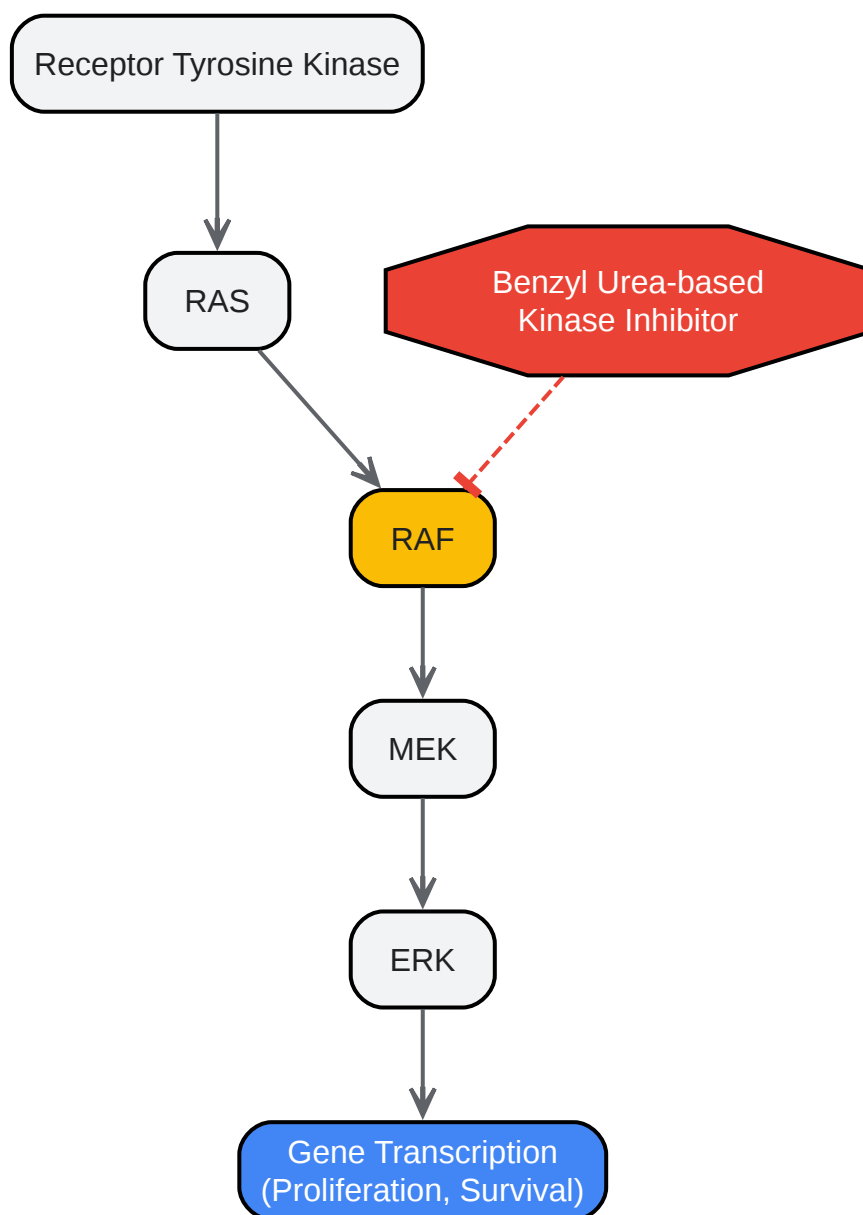 Receptor Tyrosine Kinase
RAS
Benzyl Urea-based
Kinase Inhibitor
RAF
MEK
ERK
Gene Transcription
(Proliferation, Survival)